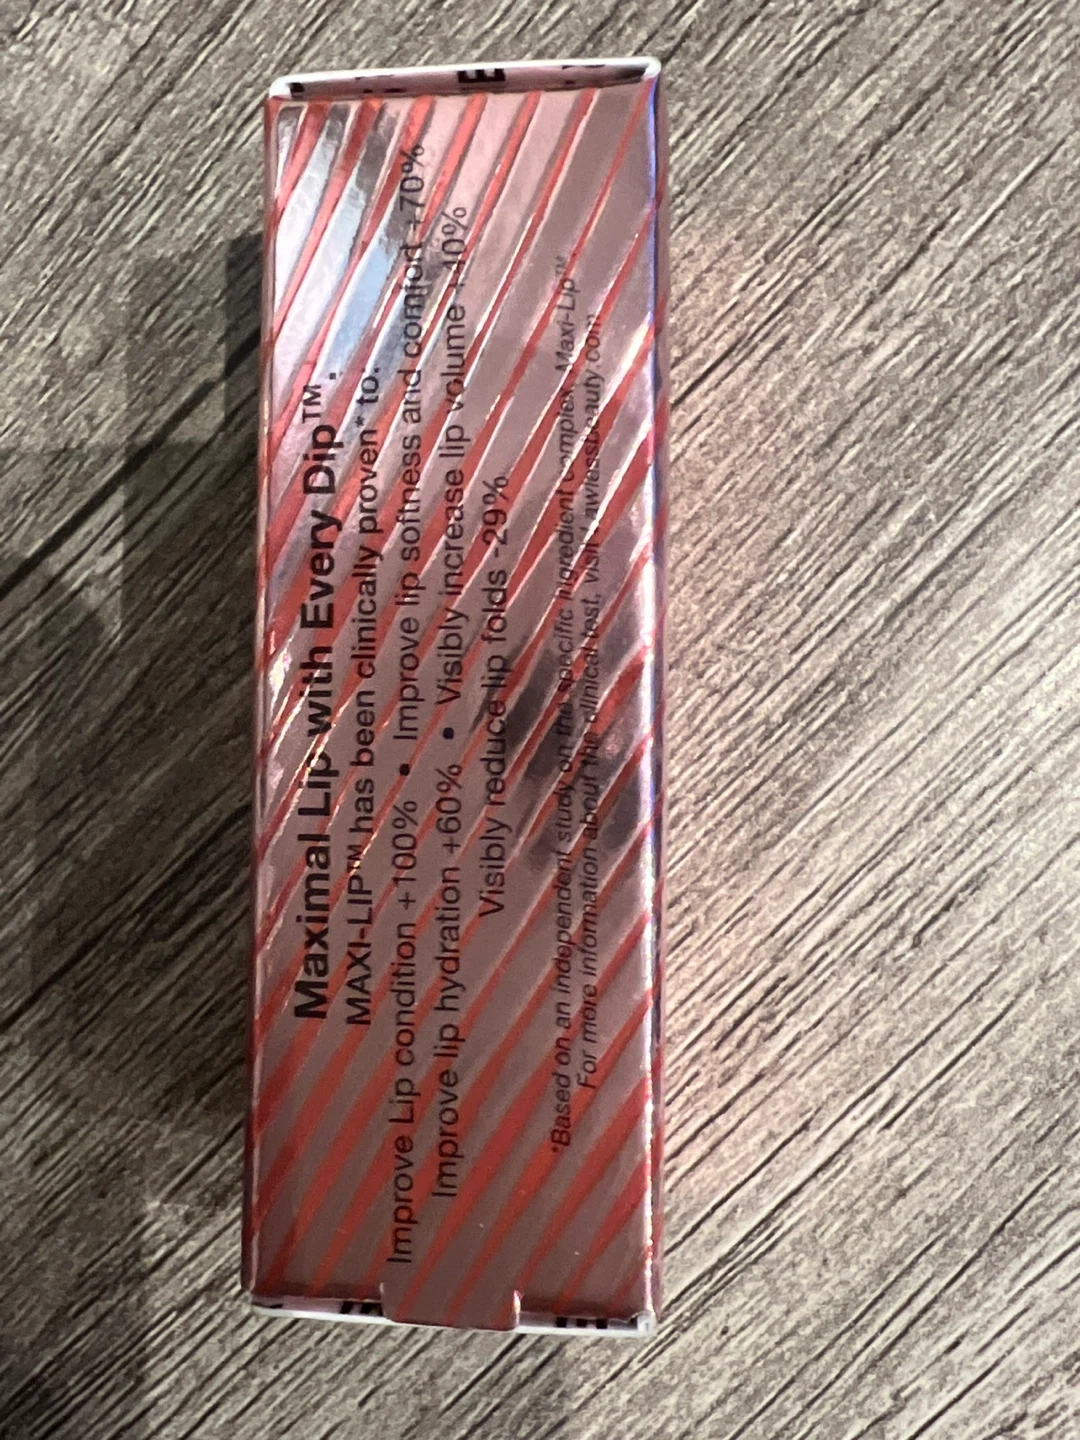 Maximal Lip with Every Dip™.
MAXI-LIP™ has been clinically proven* to:
Improve Lip condition +100% • Improve lip softness and comfort +70%
Improve lip hydration +60% • Visibly increase lip volume +40%
Visibly reduce lip folds -29%
*Based on an independent study on the specific ingredient complex, Maxi-Lip™.
For more information about the clinical test, visit Lawlessbeauty.com
E